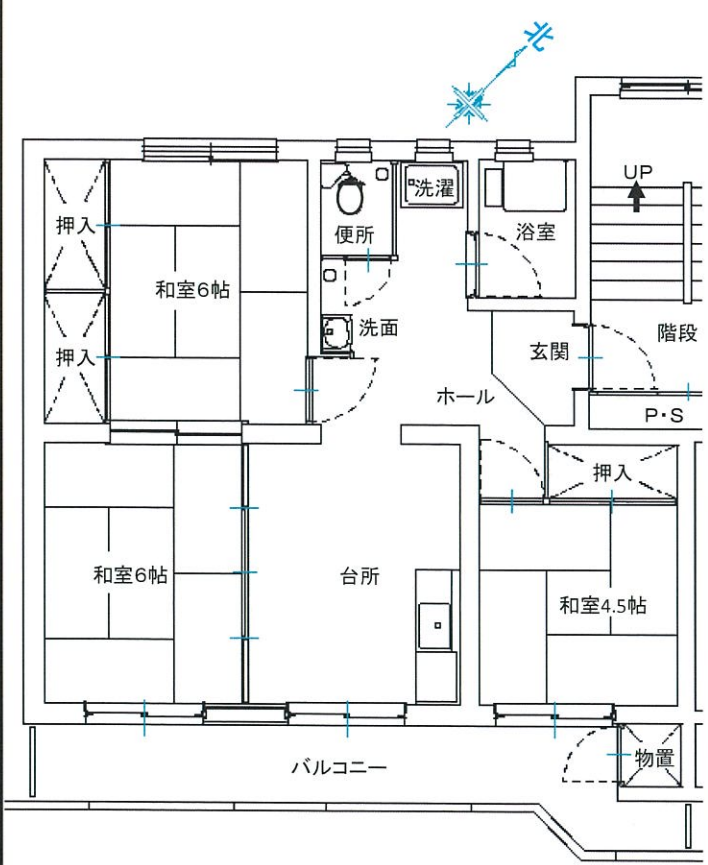 北
UP
洗濯
押入
便所
浴室
和室6帖
洗面
階段
玄関
押入
ホール
P・S
押入
和室6帖
台所
和室4.5帖
物置
バルコニー